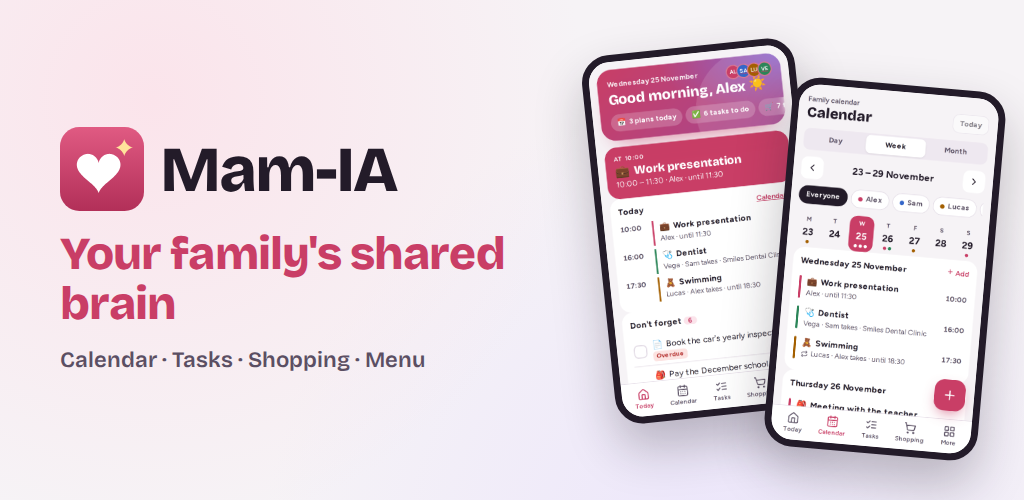 Mam-IA
Your family's shared
brain
Calendar · Tasks · Shopping · Menu
Wednesday 25 November
AL SA LU VE
Good morning, Alex ☀️
📅 3 plans today
✅ 6 tasks to do
AT 10:00
💼 Work presentation
10:00 – 11:30 · Alex · until 11:30
Today
10:00
💼 Work presentation
Alex · until 11:30
16:00
🩺 Dentist
Vega · Sam takes · Smiles Dental
17:30
🧸 Swimming
Lucas · Alex takes · until 18:30
Don't forget 6
📄 Book the car's yearly
Overdue
🎒 Pay the December school
Today
Calendar
Tasks
Family calendar
Calendar
Today
Day
Week
Month
23 – 29 November
Everyone
Alex
Sam
Lucas
M T W T F S S
23 24 25 26 27 28 29
Wednesday 25 November
+ Add
💼 Work presentation
Alex · until 11:30
10:00
🩺 Dentist
Vega · Sam takes · Smiles Dental Clinic
16:00
🧸 Swimming
Lucas · Alex takes · until 18:30
17:30
Thursday 26 November
🎒 Meeting with the teacher
Today
Calendar
Tasks
Shopping
More